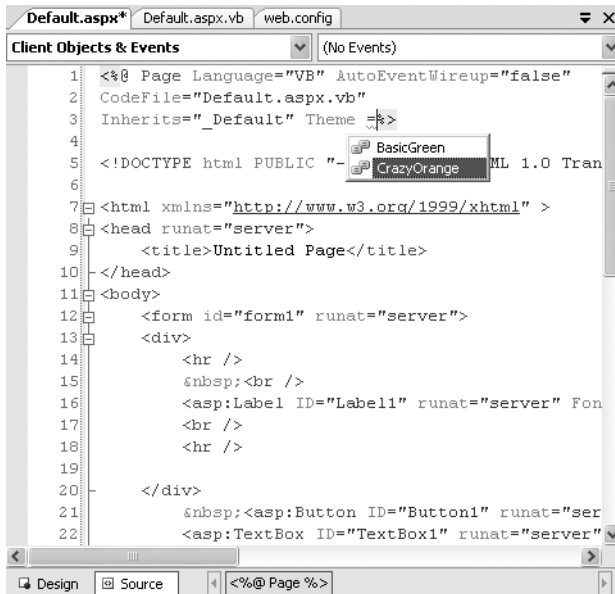 Default.aspx* Default.aspx.vb web.config
Client Objects & Events (No Events)
1 <%@ Page Language="VB" AutoEventWireup="false"
2 CodeFile="Default.aspx.vb"
3 Inherits="_Default" Theme =%>
4 BasicGreen
5 <!DOCTYPE html PUBLIC "- CrazyOrange ML 1.0 Tran
6
7 <html xmlns="http://www.w3.org/1999/xhtml" >
8 <head runat="server">
9 <title>Untitled Page</title>
10 </head>
11 <body>
12 <form id="form1" runat="server">
13 <div>
14 <hr />
15 &nbsp;<br />
16 <asp:Label ID="Label1" runat="server" Fon
17 <br />
18 <hr />
19
20 </div>
21 &nbsp;<asp:Button ID="Button1" runat="ser
22 <asp:TextBox ID="TextBox1" runat="server"
Design Source <%@ Page %>